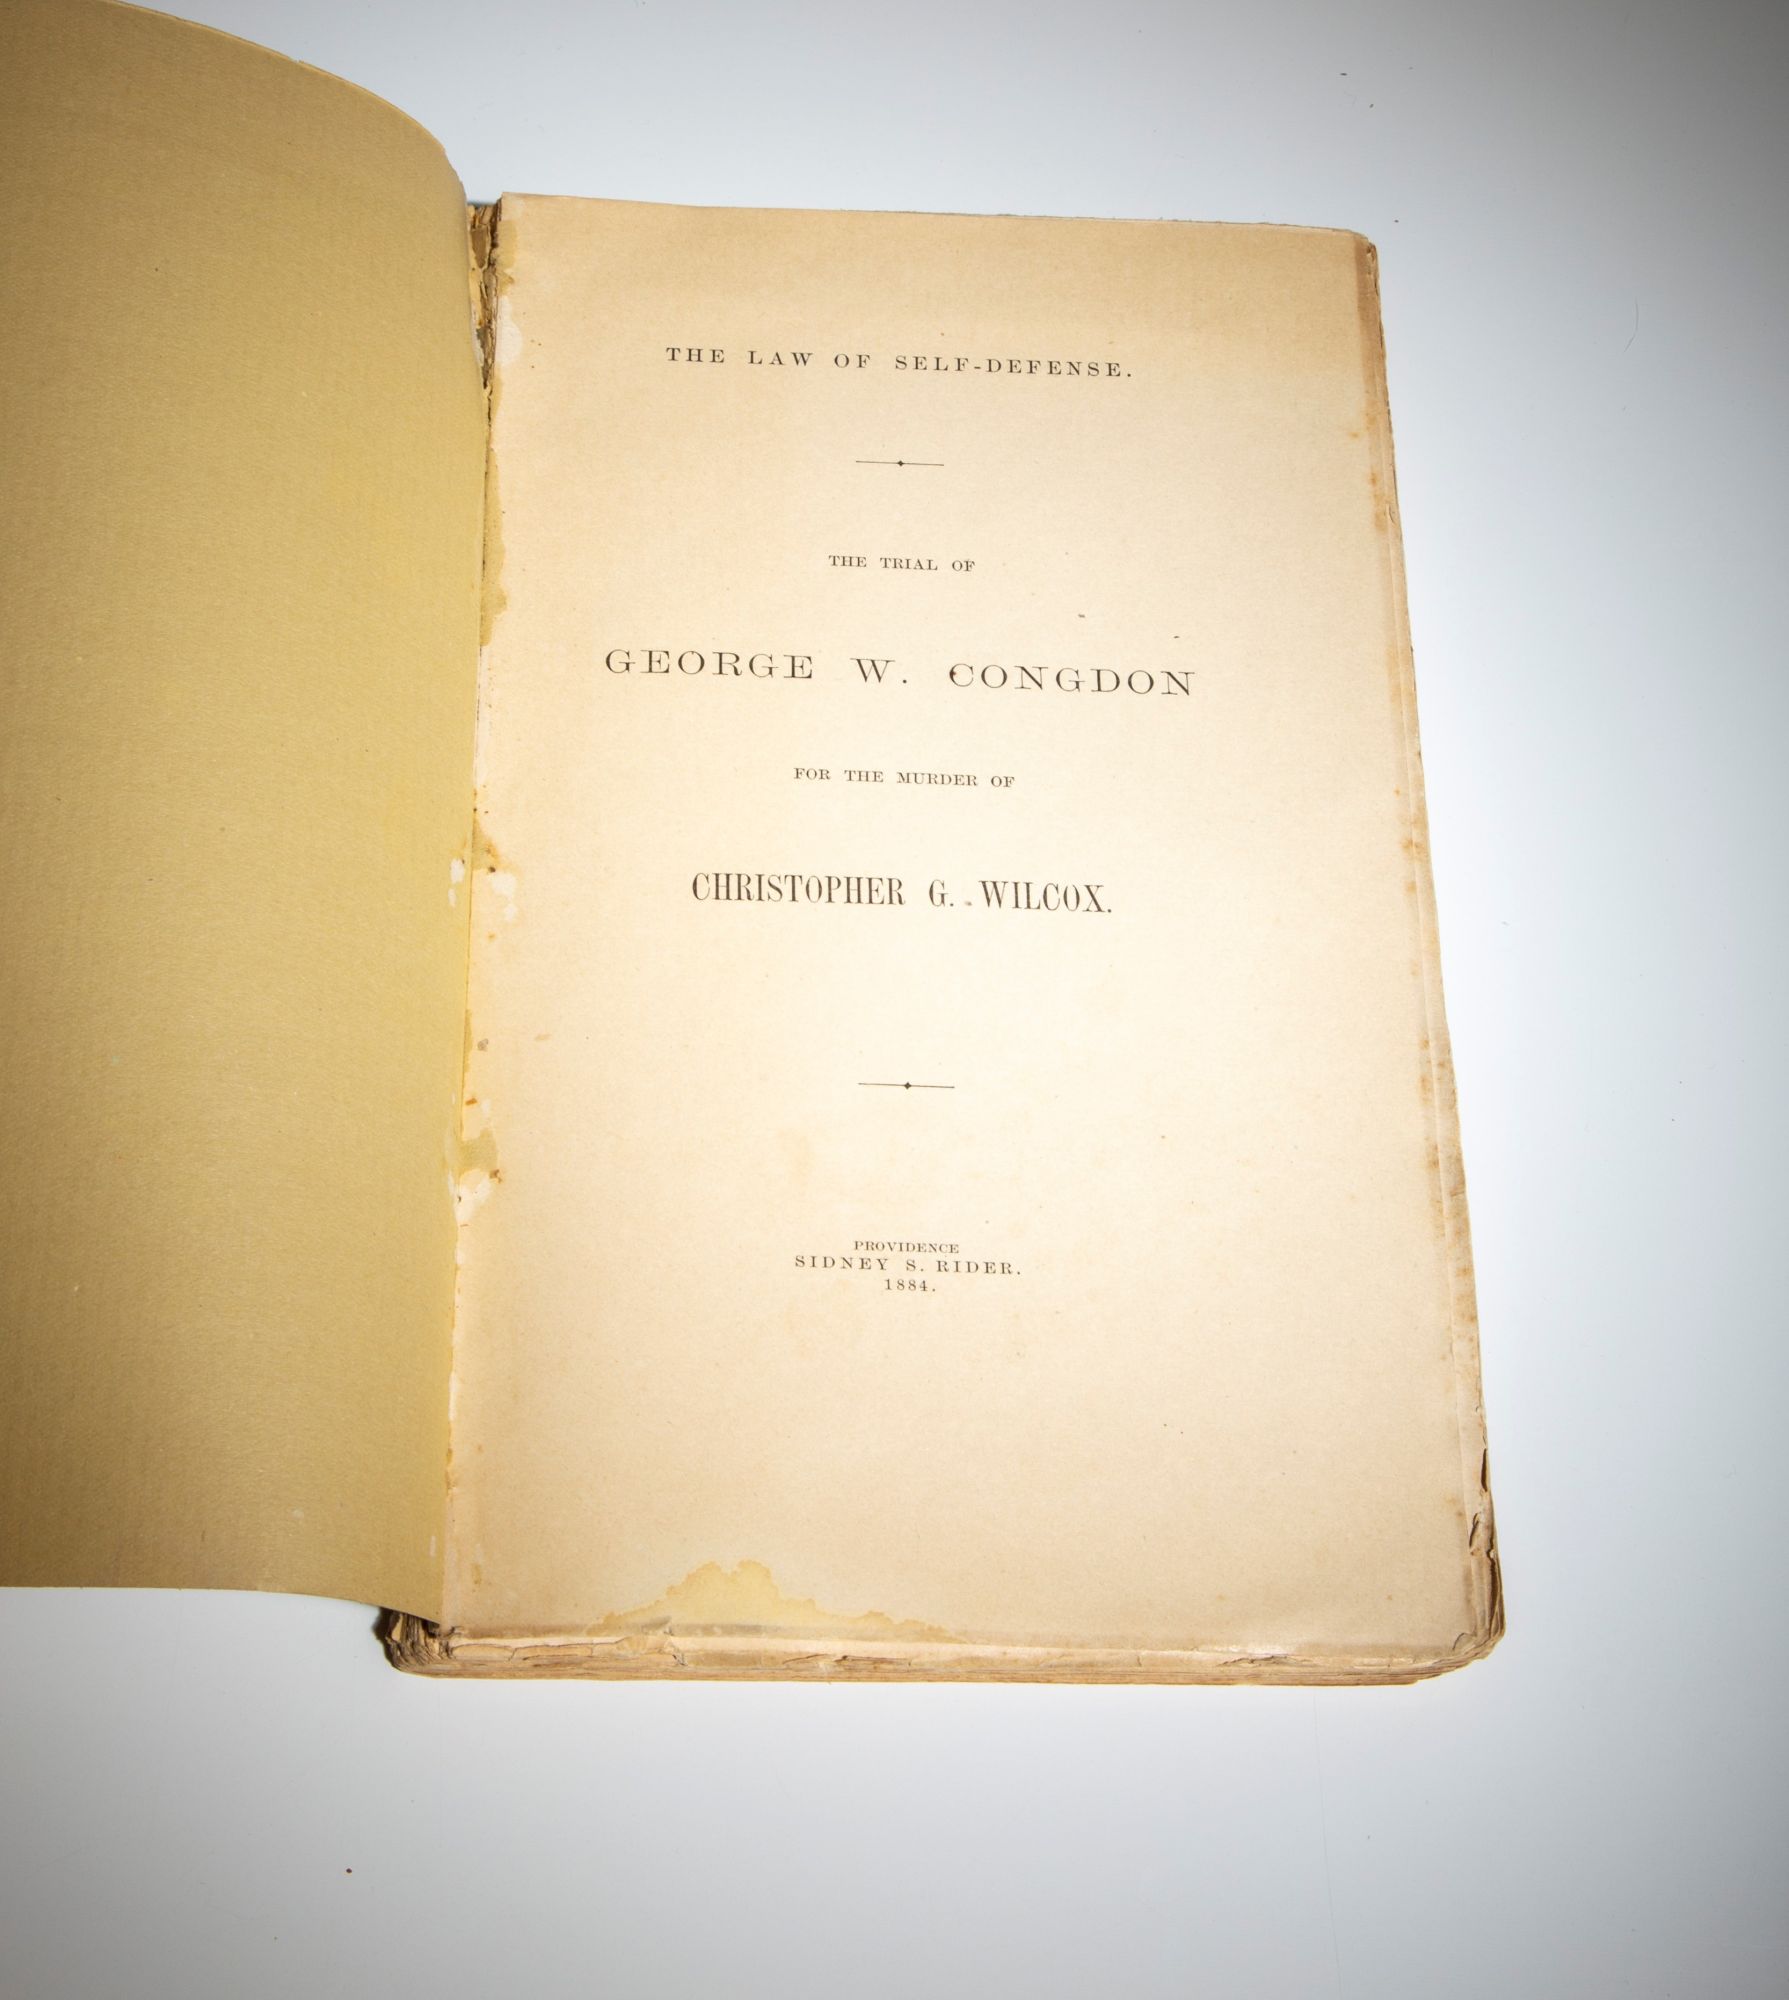 THE LAW OF SELF-DEFENSE.
THE TRIAL OF
GEORGE W. CONGDON
FOR THE MURDER OF
CHRISTOPHER G. WILCOX.
PROVIDENCE
SIDNEY S. RIDER.
1884.